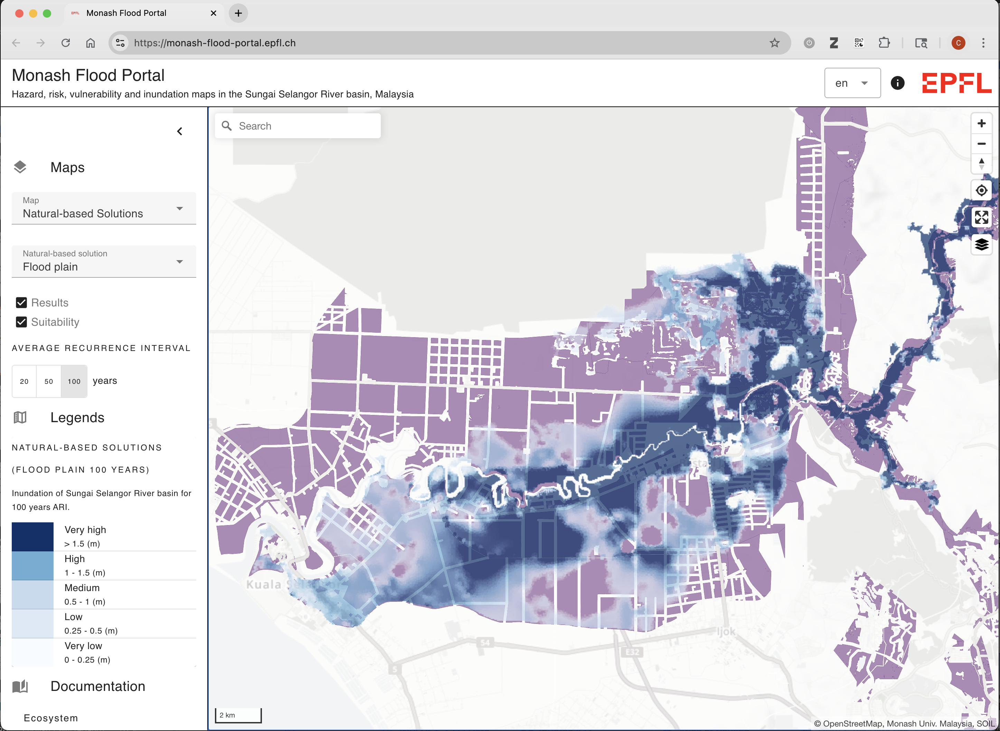 EPFL
Monash Flood Portal
https://monash-flood-portal.epfl.ch
Z
C
Monash Flood Portal
Hazard, risk, vulnerability and inundation maps in the Sungai Selangor River basin, Malaysia
en
EPFL
Maps
Map
Natural-based Solutions
Natural-based solution
Flood plain
Results
Suitability
AVERAGE RECURRENCE INTERVAL
20 50 100 years
Legends
NATURAL-BASED SOLUTIONS
(FLOOD PLAIN 100 YEARS)
Inundation of Sungai Selangor River basin for
100 years ARI.
Very high
> 1.5 (m)
High
1 - 1.5 (m)
Medium
0.5 - 1 (m)
Low
0.25 - 0.5 (m)
Very low
0 - 0.25 (m)
Documentation
Ecosystem
Search
5
Kuala Selangor
Ijok
54
E32
5
2 km
© OpenStreetMap, Monash Univ. Malaysia, SOIL